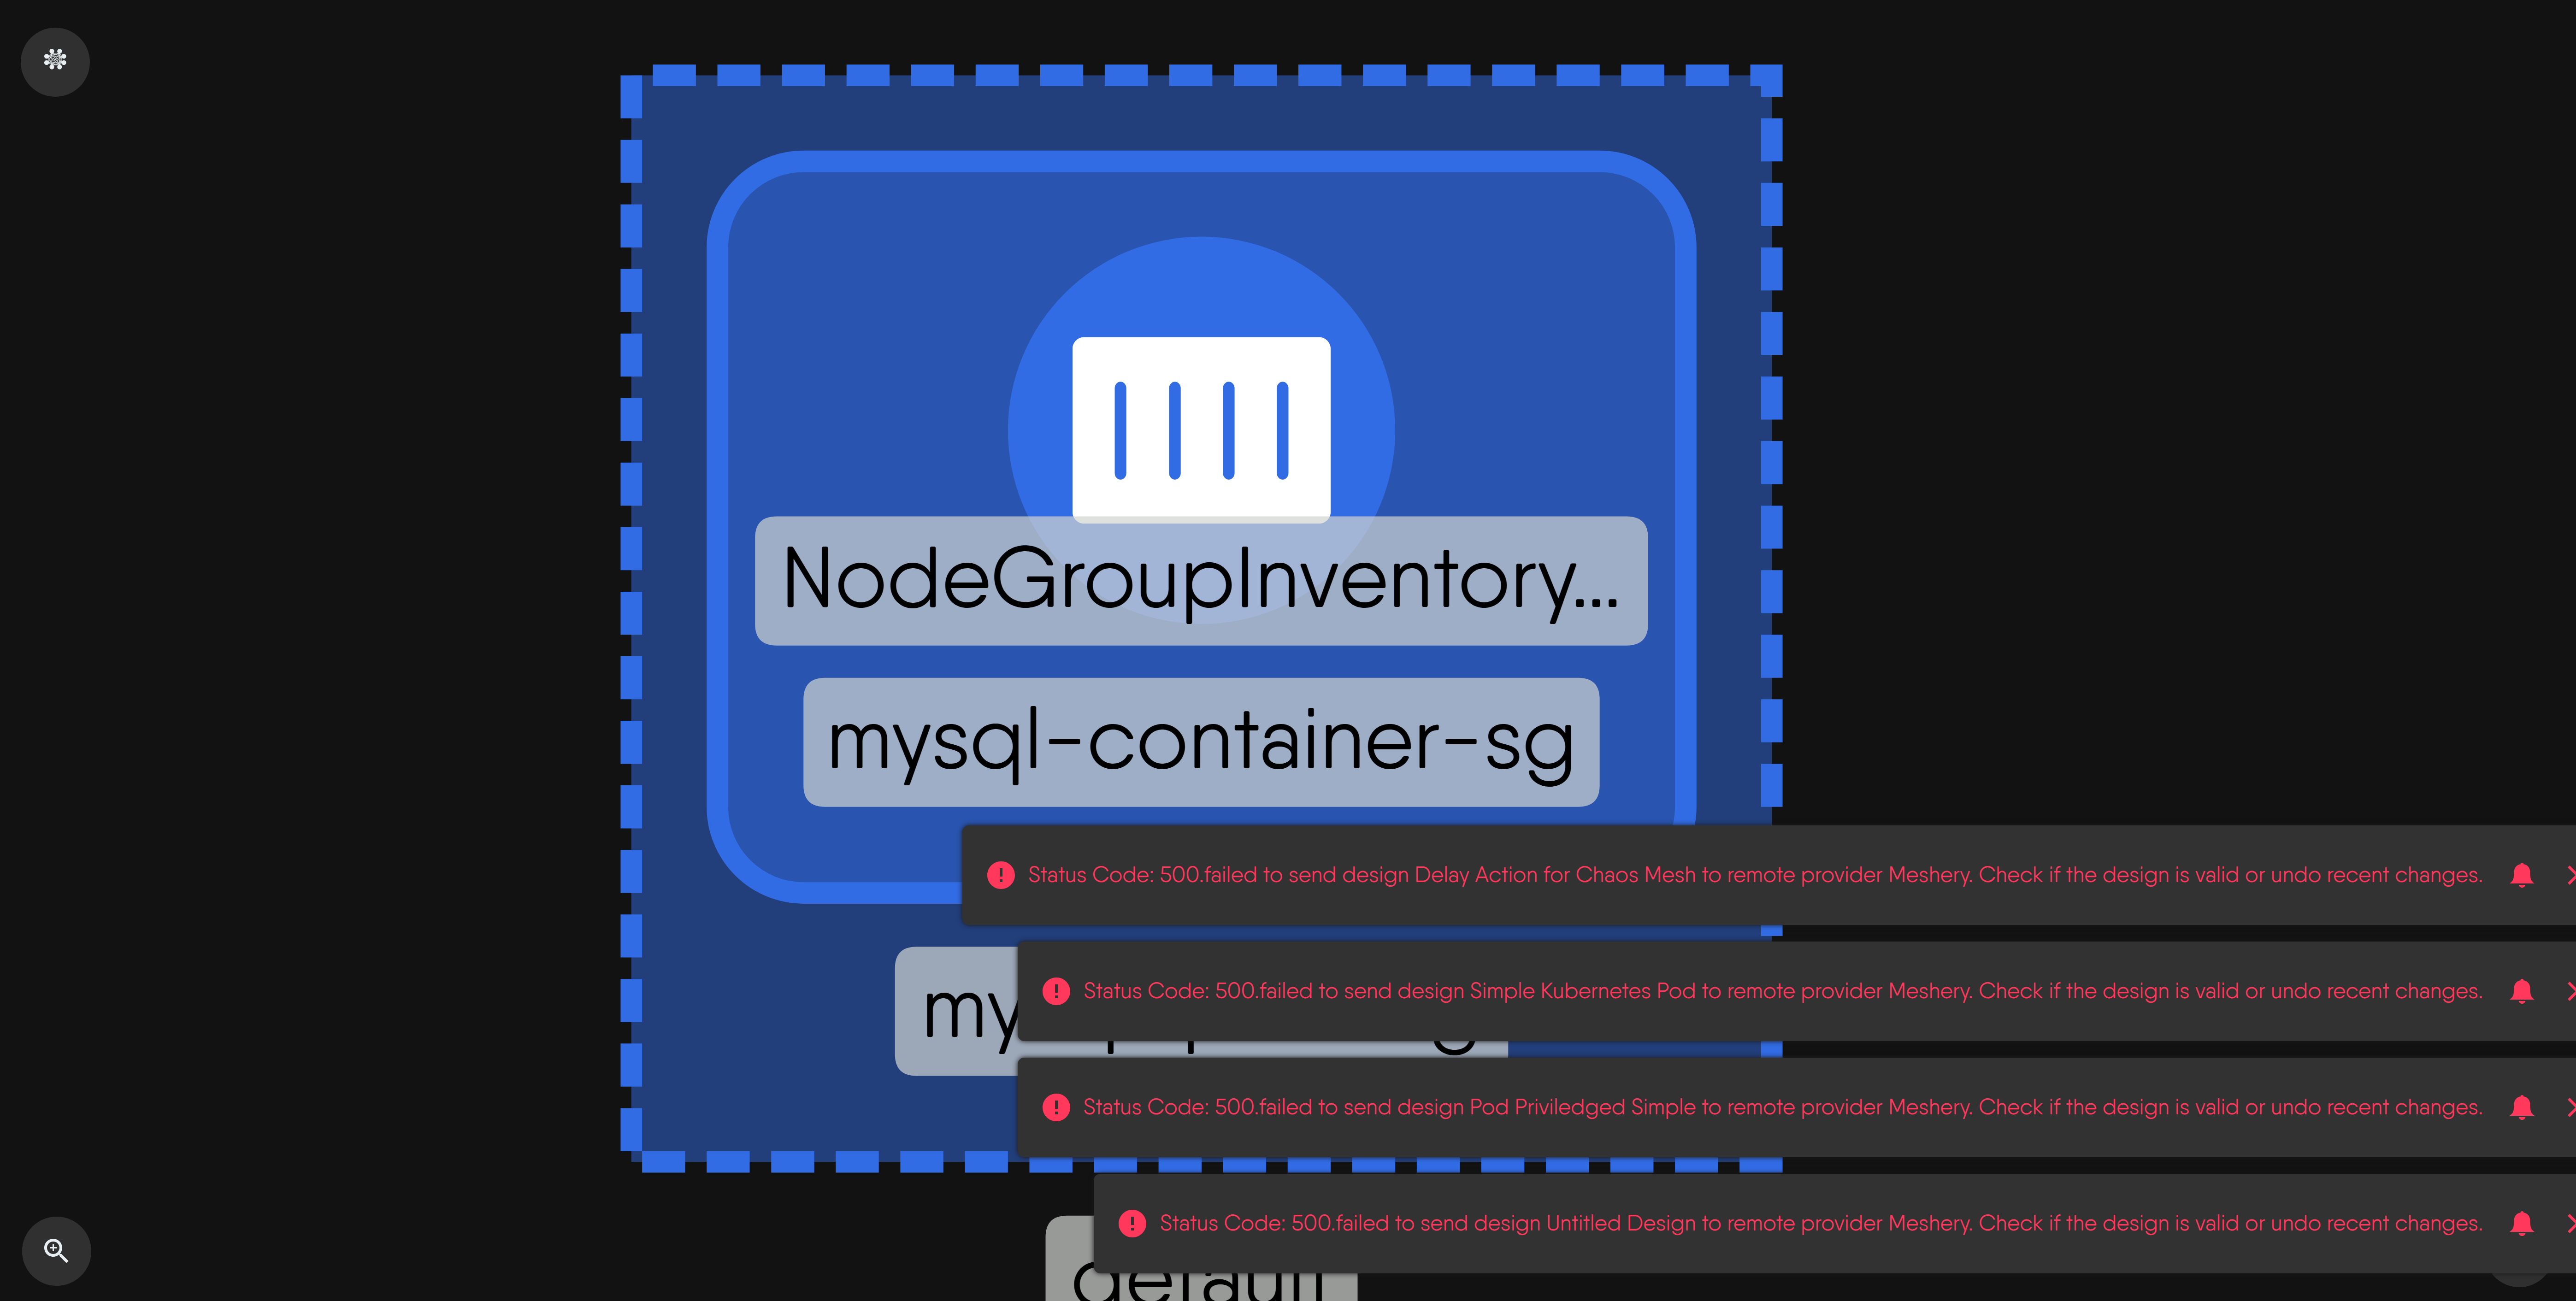 NodeGroupInventory...
mysql-container-sg
Status Code: 500.failed to send design Delay Action for Chaos Mesh to remote provider Meshery. Check if the design is valid or undo recent changes.
Status Code: 500.failed to send design Simple Kubernetes Pod to remote provider Meshery. Check if the design is valid or undo recent changes.
Status Code: 500.failed to send design Pod Priviledged Simple to remote provider Meshery. Check if the design is valid or undo recent changes.
Status Code: 500.failed to send design Untitled Design to remote provider Meshery. Check if the design is valid or undo recent changes.
default